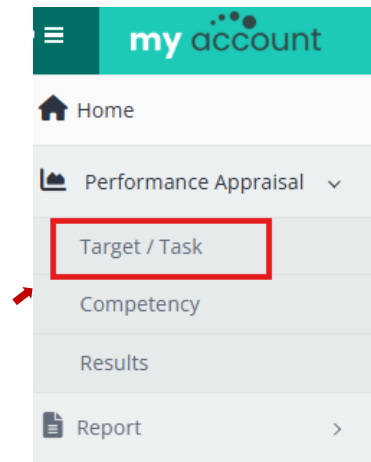 my account
Home
Performance Appraisal
Target / Task
Competency
Results
Report